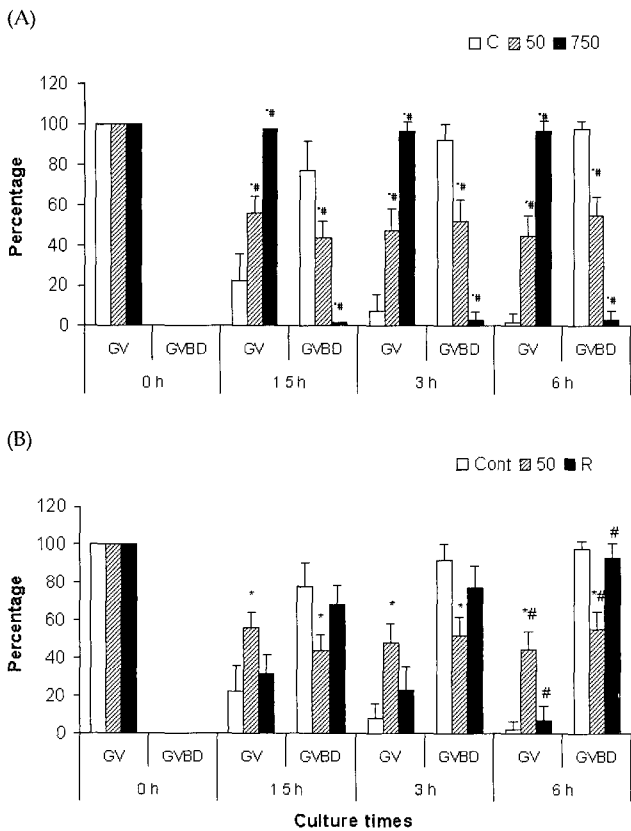 (A)
C 50 750
120
100
80
60
40
20
0
Percentage
*# *# *# *# *# *# *# *# *# *# *# *#
GV GVBD GV GVBD GV GVBD GV GVBD
0 h 1 5 h 3 h 6 h
(B)
Cont 50 R
120
100
80
60
40
20
0
Percentage
* * * * *# # *# #
GV GVBD GV GVBD GV GVBD GV GVBD
0 h 1 5 h 3 h 6 h
Culture times